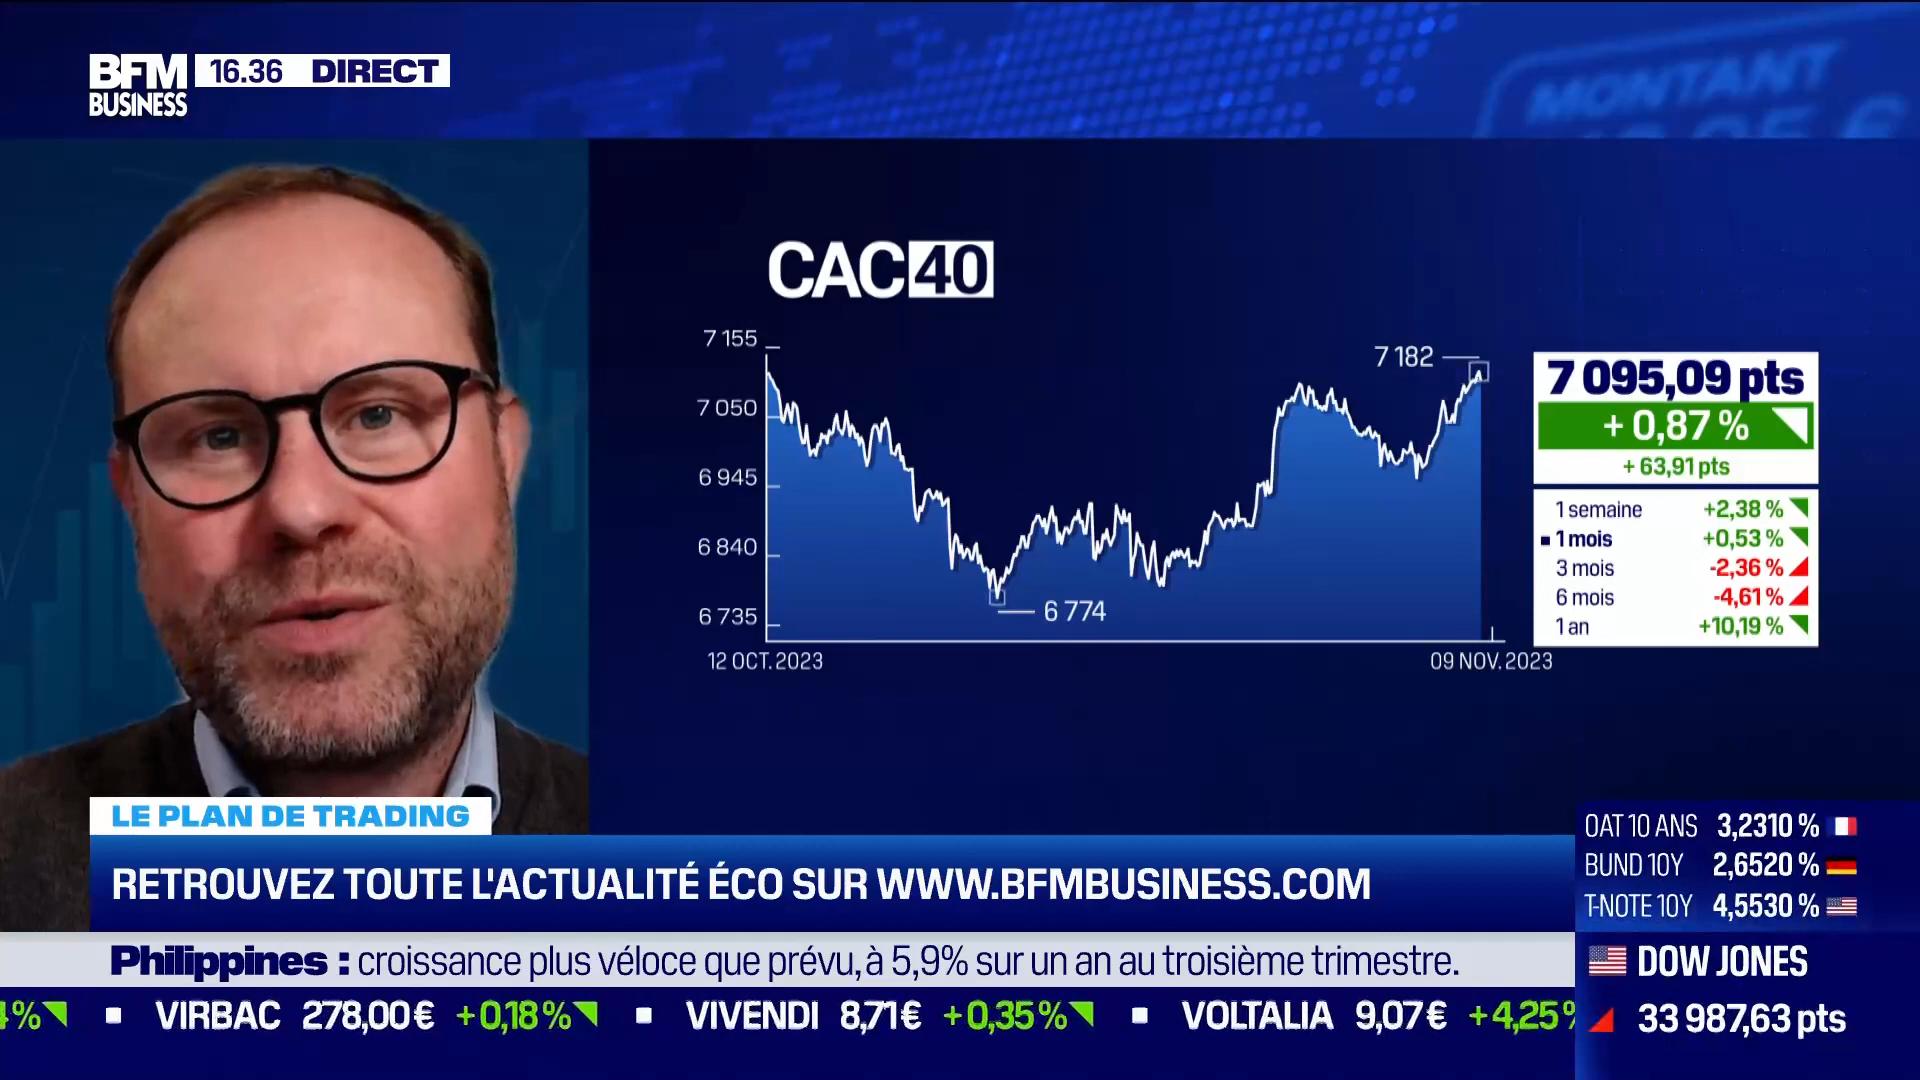 BFM BUSINESS
16.36 DIRECT
MONTANT
CAC40
7 155
7 050
6 945
6 840
6 735
7 182
6 774
12 OCT.2023
09 NOV.2023
7 095,09 pts
+ 0,87 %
+ 63,91 pts
1 semaine +2,38 %
1 mois +0,53 %
3 mois -2,36 %
6 mois -4,61 %
1 an +10,19 %
LE PLAN DE TRADING
RETROUVEZ TOUTE L'ACTUALITÉ ÉCO SUR WWW.BFMBUSINESS.COM
OAT 10 ANS 3,2310 %
BUND 10Y 2,6520 %
T-NOTE 10Y 4,5530 %
Philippines : croissance plus véloce que prévu, à 5,9% sur un an au troisième trimestre.
DOW JONES
33 987,63 pts
4% VIRBAC 278,00€ +0,18% VIVENDI 8,71€ +0,35% VOLTALIA 9,07€ +4,25%